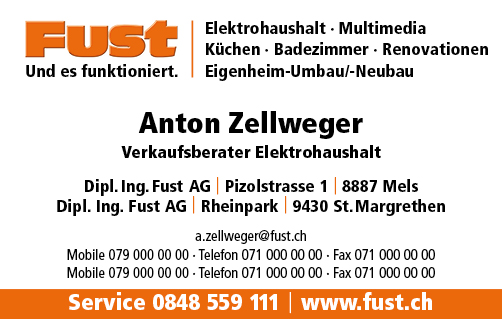 Fust
Und es funktioniert.
Elektrohaushalt · Multimedia
Küchen · Badezimmer · Renovationen
Eigenheim-Umbau/-Neubau
Anton Zellweger
Verkaufsberater Elektrohaushalt
Dipl. Ing. Fust AG | Pizolstrasse 1 | 8887 Mels
Dipl. Ing. Fust AG | Rheinpark | 9430 St. Margrethen
a.zellweger@fust.ch
Mobile 079 000 00 00 · Telefon 071 000 00 00 · Fax 071 000 00 00
Mobile 079 000 00 00 · Telefon 071 000 00 00 · Fax 071 000 00 00
Service 0848 559 111 | www.fust.ch